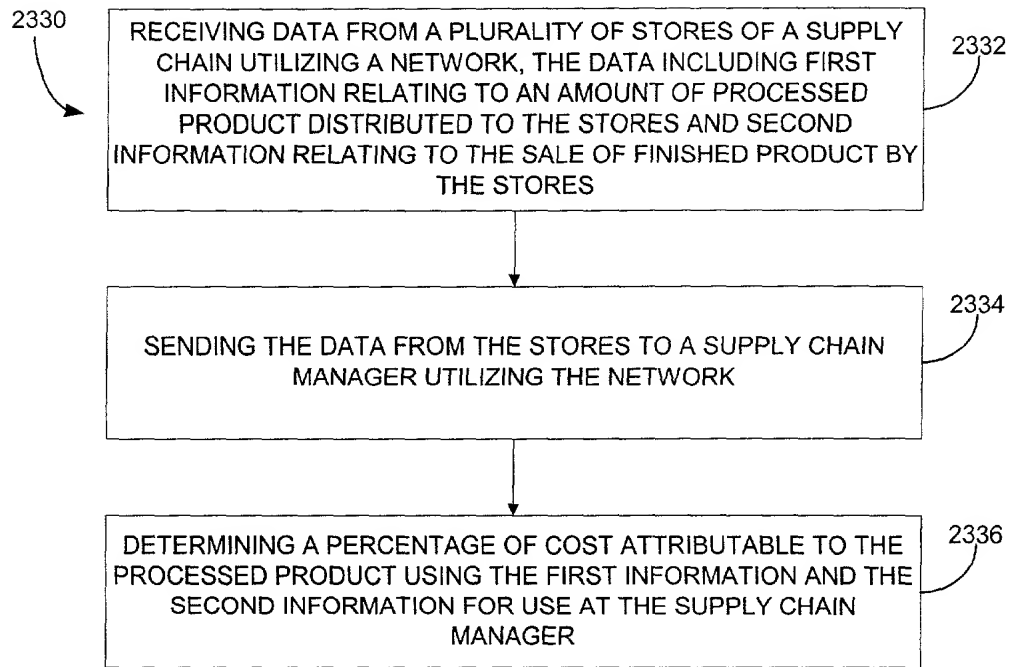 2330
RECEIVING DATA FROM A PLURALITY OF STORES OF A SUPPLY
CHAIN UTILIZING A NETWORK, THE DATA INCLUDING FIRST
INFORMATION RELATING TO AN AMOUNT OF PROCESSED
PRODUCT DISTRIBUTED TO THE STORES AND SECOND
INFORMATION RELATING TO THE SALE OF FINISHED PRODUCT BY
THE STORES
2332
SENDING THE DATA FROM THE STORES TO A SUPPLY CHAIN
MANAGER UTILIZING THE NETWORK
2334
DETERMINING A PERCENTAGE OF COST ATTRIBUTABLE TO THE
PROCESSED PRODUCT USING THE FIRST INFORMATION AND THE
SECOND INFORMATION FOR USE AT THE SUPPLY CHAIN
MANAGER
2336